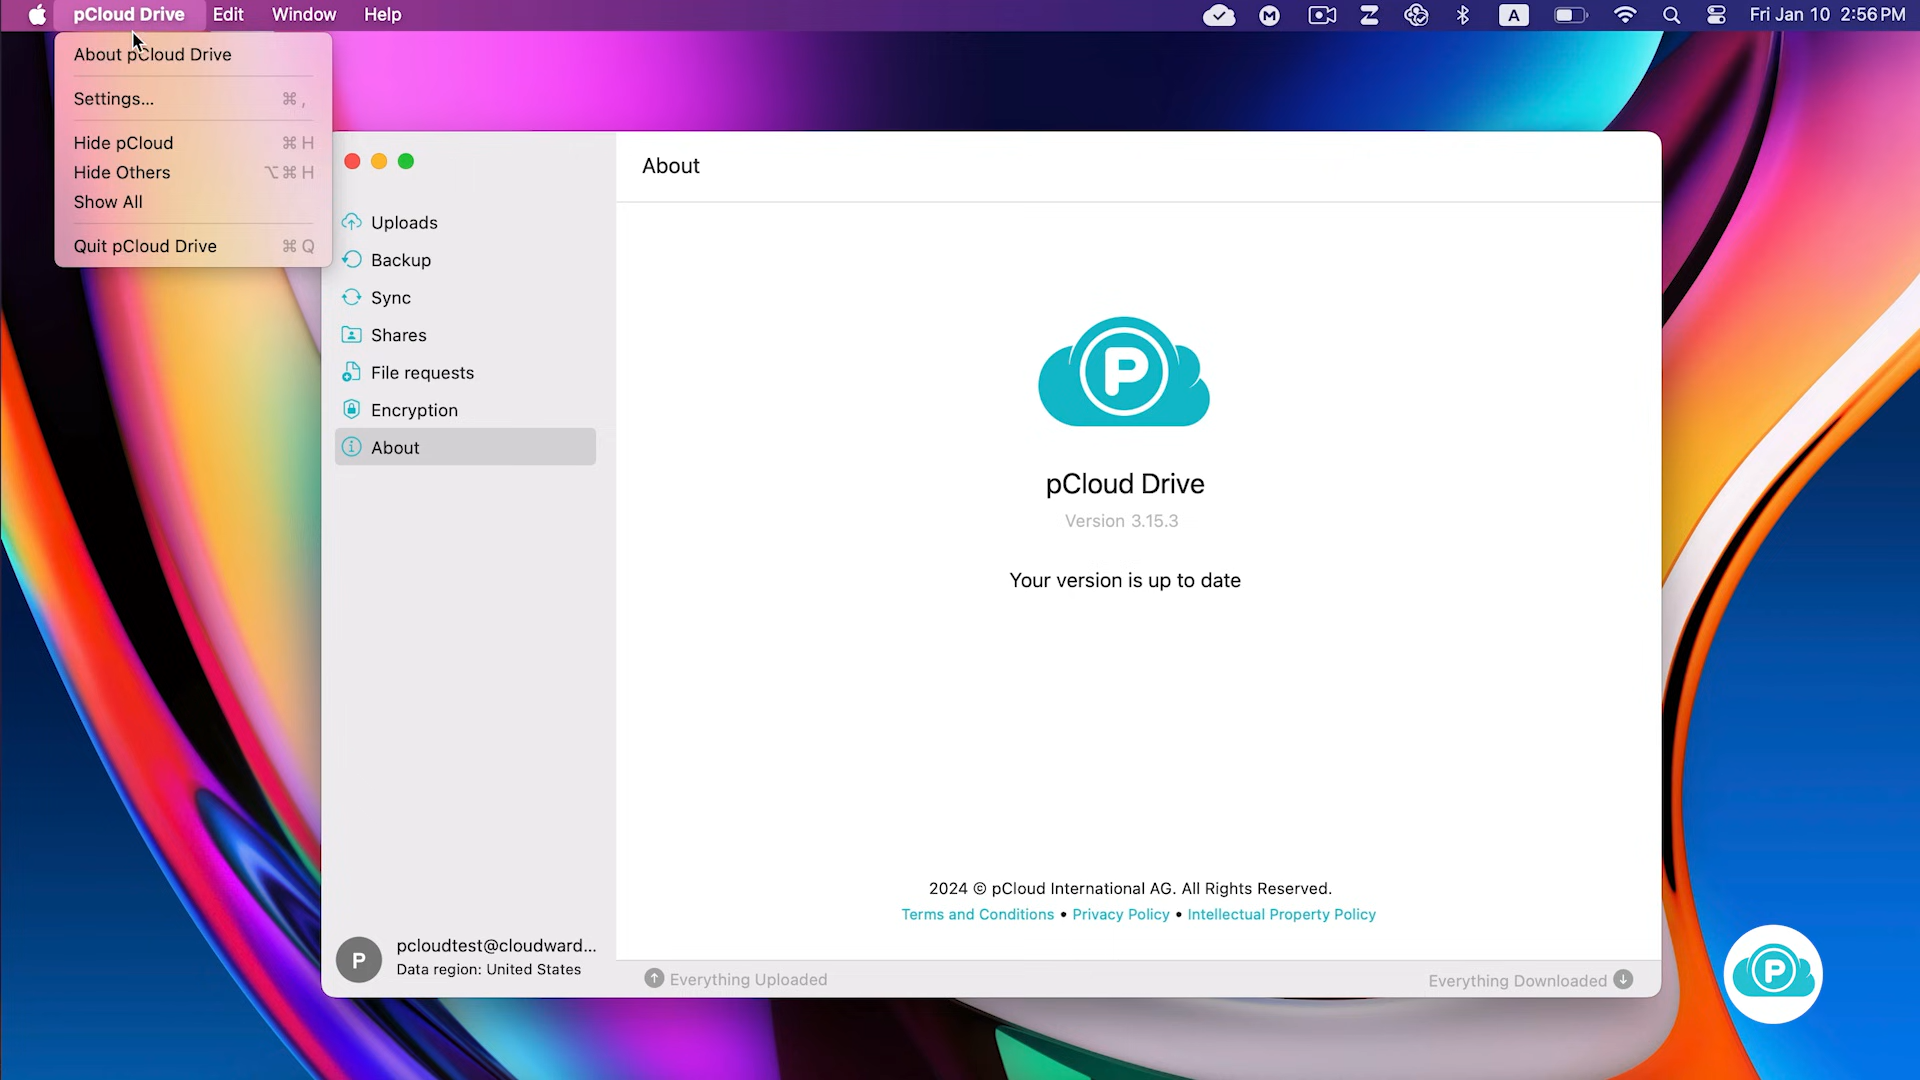 pCloud Drive Edit Window Help A Fri Jan 10 2:56 PM
About pCloud Drive
Settings... ⌘ ,
Hide pCloud ⌘ H
Hide Others ⌥ ⌘ H
Show All
Quit pCloud Drive ⌘ Q
Uploads
Backup
Sync
Shares
File requests
Encryption
About
P pcloudtest@cloudward...
Data region: United States
About
P
pCloud Drive
Version 3.15.3
Your version is up to date
2024 © pCloud International AG. All Rights Reserved.
Terms and Conditions • Privacy Policy • Intellectual Property Policy
Everything Uploaded
Everything Downloaded
P